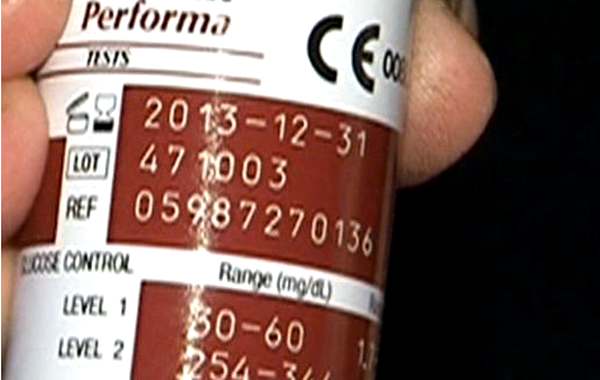 Performa
TESTS
CE
2013-12-31
LOT 471003
REF 05987270136
CONTROL
Range (mg/dL)
LEVEL 1 30-60
LEVEL 2